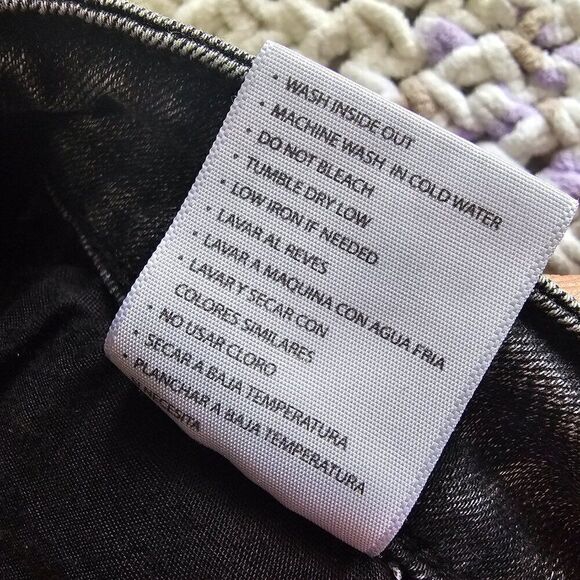 • WASH INSIDE OUT
• MACHINE WASH IN COLD WATER
• DO NOT BLEACH
• TUMBLE DRY LOW
• LOW IRON IF NEEDED
• LAVAR AL REVES
• LAVAR A MAQUINA CON AGUA FRIA
• LAVAR Y SECAR CON
COLORES SIMILARES
• NO USAR CLORO
• SECAR A BAJA TEMPERATURA
• PLANCHAR A BAJA TEMPERATURA